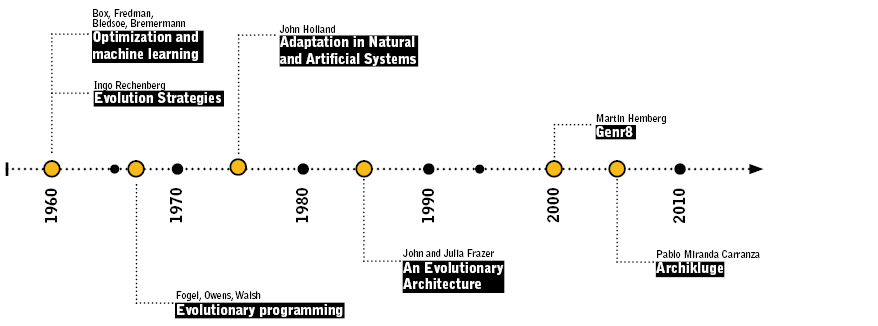 Box, Fredman,
Bledsoe, Bremermann
Optimization and
machine learning
Ingo Rechenberg
Evolution Strategies
John Holland
Adaptation in Natural
and Artificial Systems
Martin Hemberg
Genr8
1960
1970
1980
1990
2000
2010
Fogel, Owens, Walsh
Evolutionary programming
John and Julia Frazer
An Evolutionary
Architecture
Pablo Miranda Carranza
Archikluge